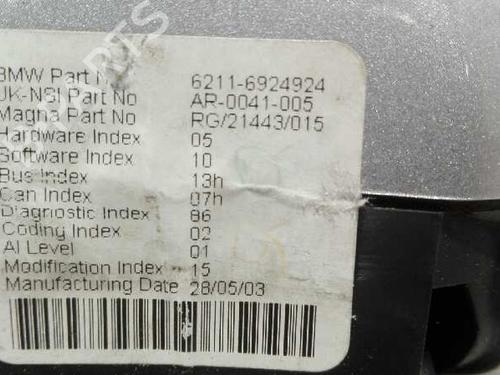 BMW Part No 6211-6924924
UK-NSI Part No AR-0041-005
Magna Part No RG/21443/015
Hardware Index 05
Software Index 10
Bus Index 13h
Can Index 07h
Diagnostic Index 86
Coding Index 02
AI Level 01
Modification Index 15
Manufacturing Date 28/05/03